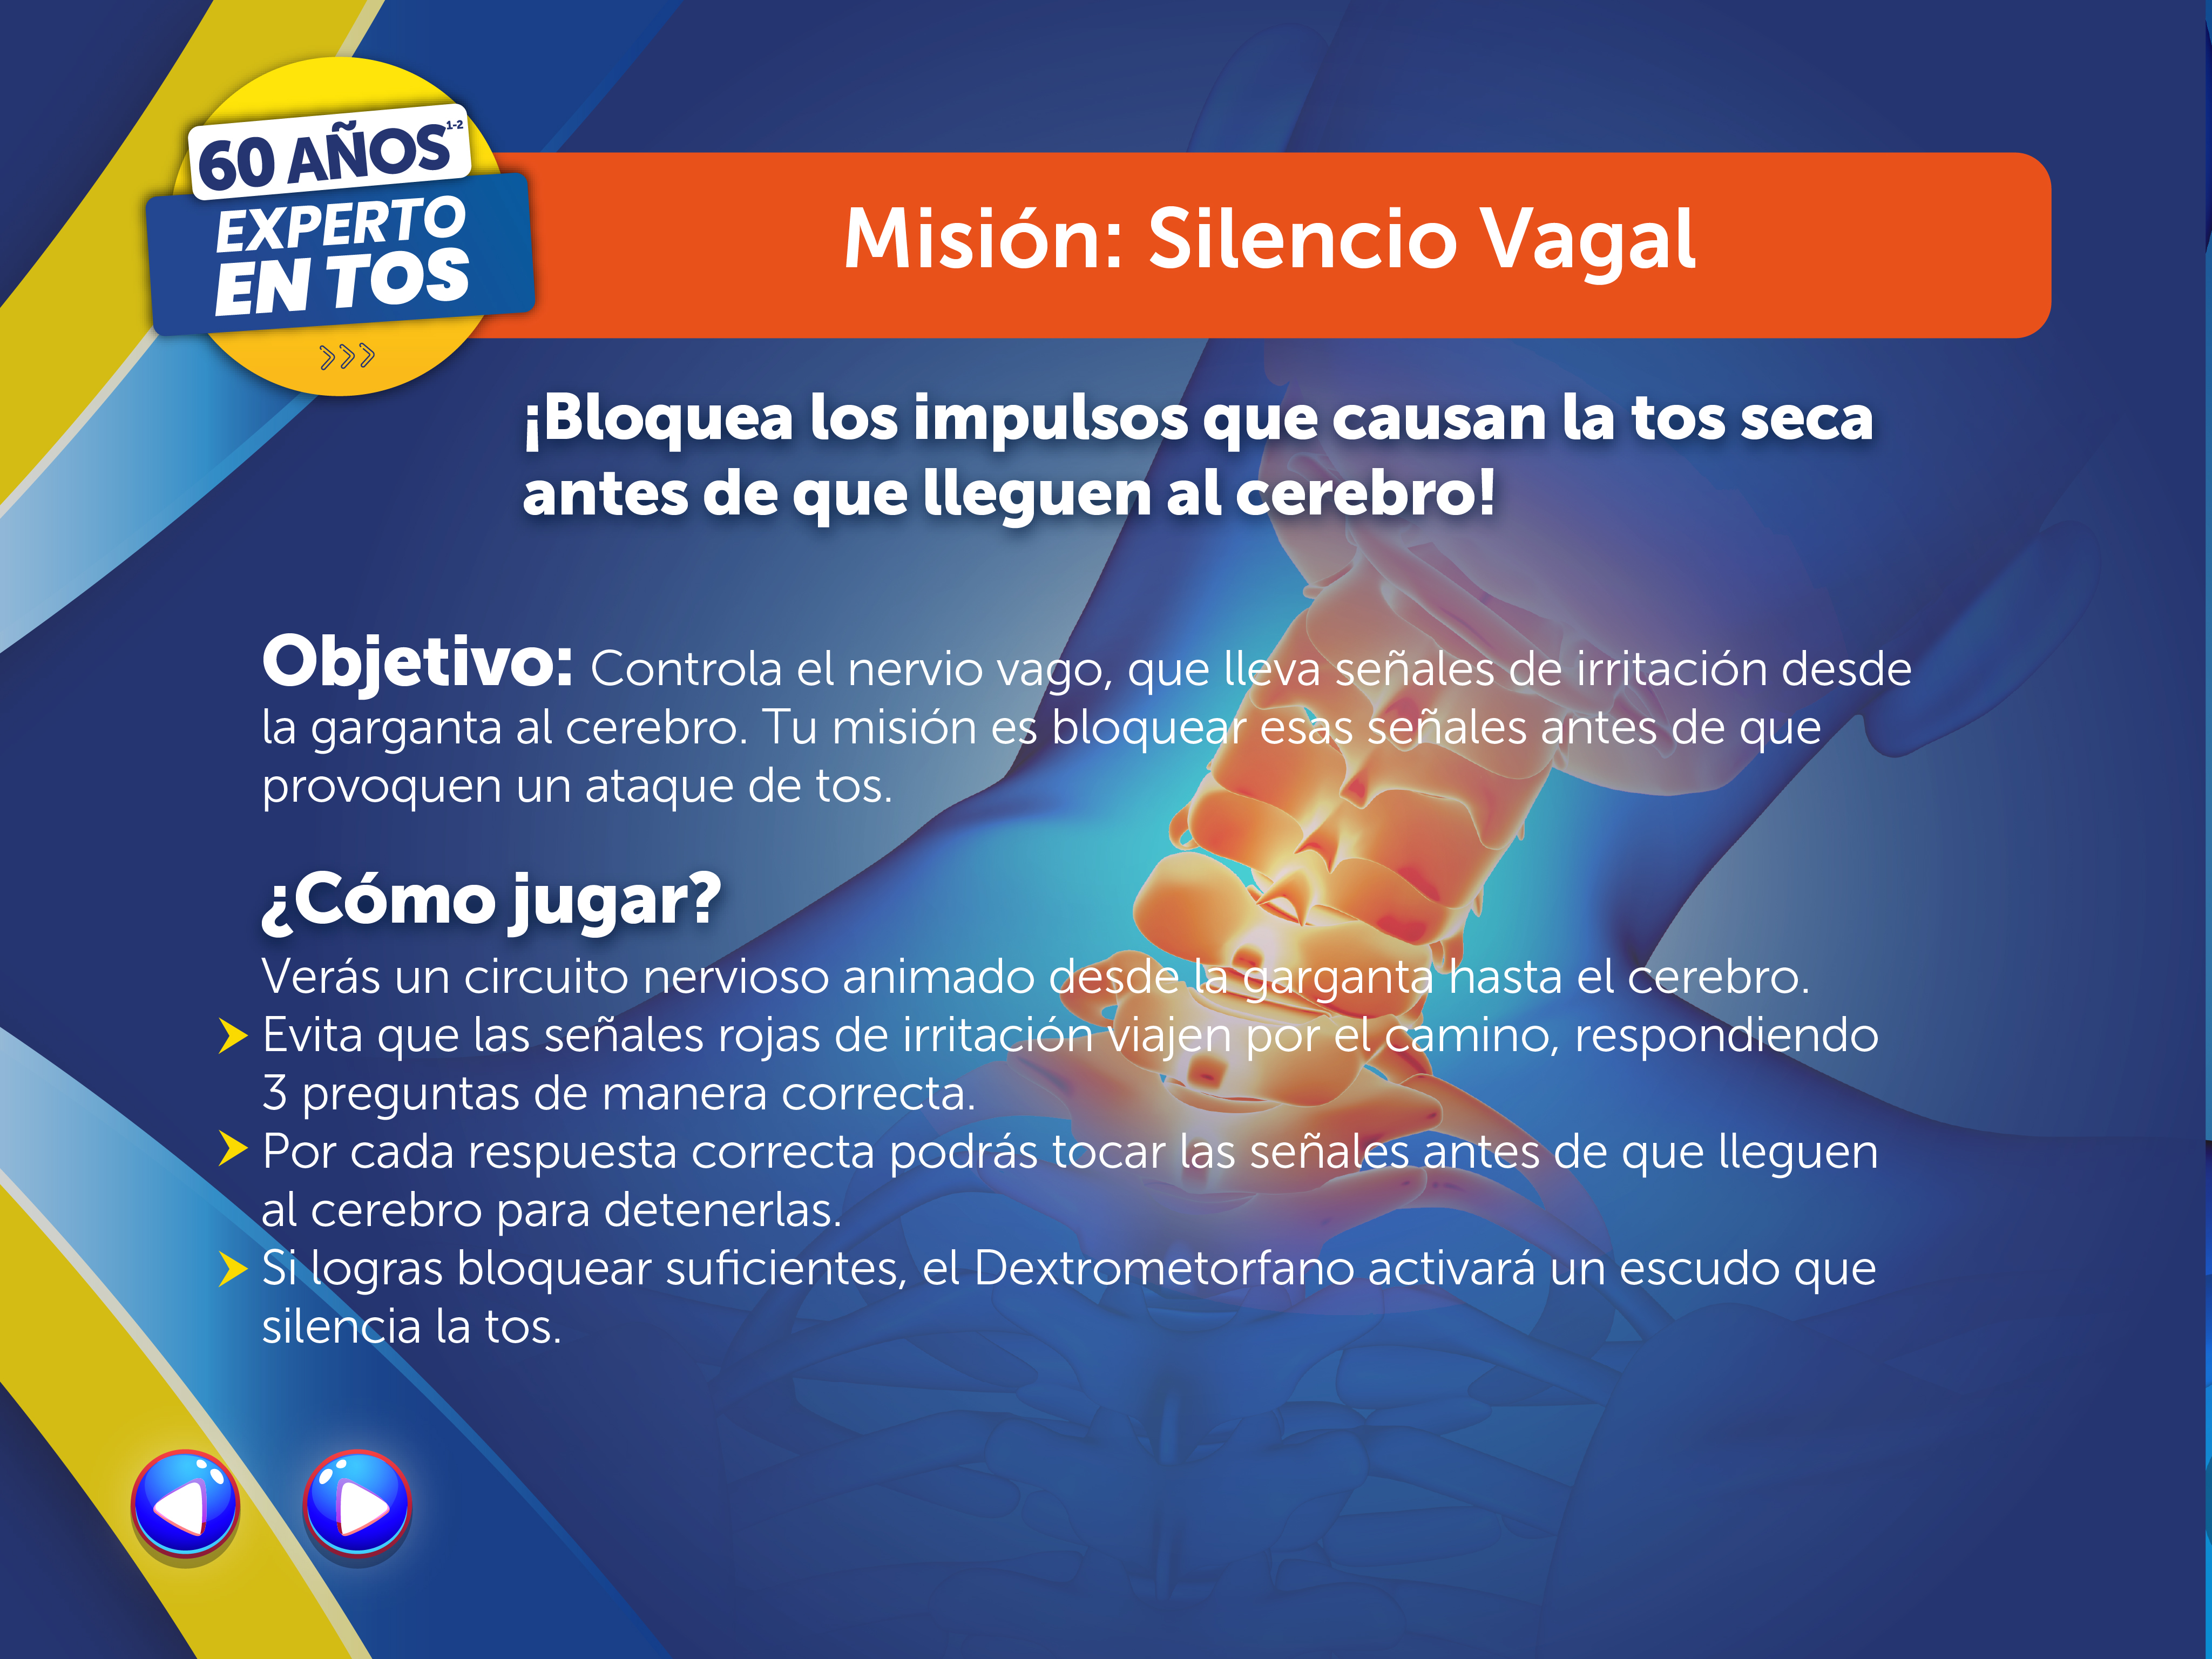 60 AÑOS1-2
EXPERTO
EN TOS
Misión: Silencio Vagal
¡Bloquea los impulsos que causan la tos seca
antes de que lleguen al cerebro!
Objetivo: Controla el nervio vago, que lleva señales de irritación desde
la garganta al cerebro. Tu misión es bloquear esas señales antes de que
provoquen un ataque de tos.
¿Cómo jugar?
Verás un circuito nervioso animado desde la garganta hasta el cerebro.
Evita que las señales rojas de irritación viajen por el camino, respondiendo
3 preguntas de manera correcta.
Por cada respuesta correcta podrás tocar las señales antes de que lleguen
al cerebro para detenerlas.
Si logras bloquear suficientes, el Dextrometorfano activará un escudo que
silencia la tos.